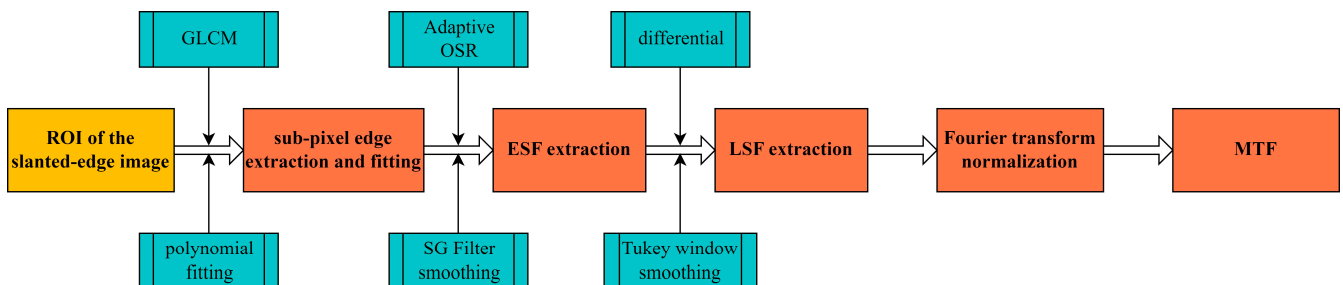 GLCM
Adaptive
OSR
differential
ROI of the
slanted-edge image
sub-pixel edge
extraction and fitting
ESF extraction
LSF extraction
Fourier transform
normalization
MTF
polynomial
fitting
SG Filter
smoothing
Tukey window
smoothing